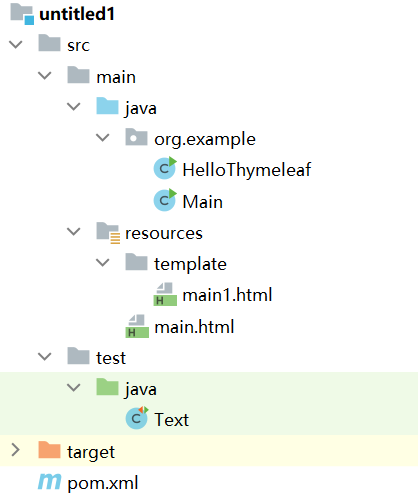 untitled1
src
main
java
org.example
HelloThymeleaf
Main
resources
template
main1.html
main.html
test
java
Text
target
pom.xml